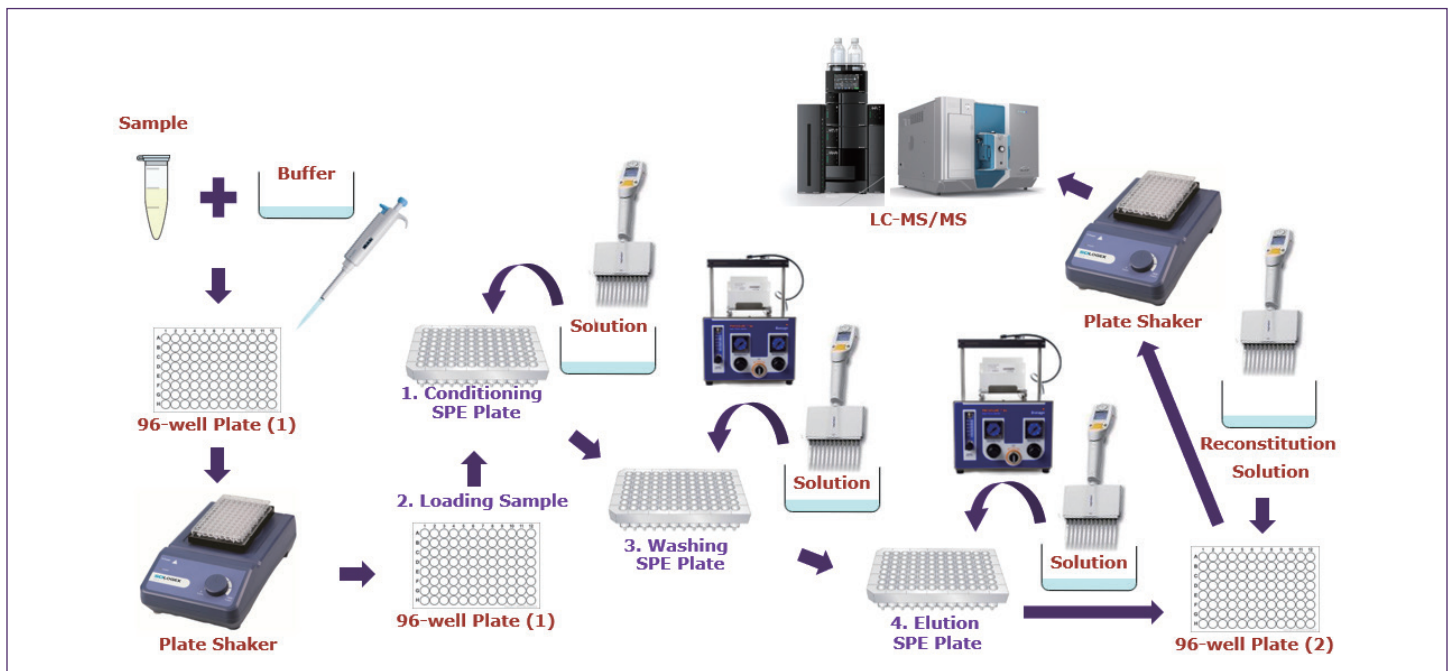 Sample
Buffer
96-well Plate (1)
Plate Shaker
96-well Plate (1)
2. Loading Sample
1. Conditioning
SPE Plate
Solution
3. Washing
SPE Plate
Solution
4. Elution
SPE Plate
Solution
96-well Plate (2)
Reconstitution
Solution
Plate Shaker
LC-MS/MS